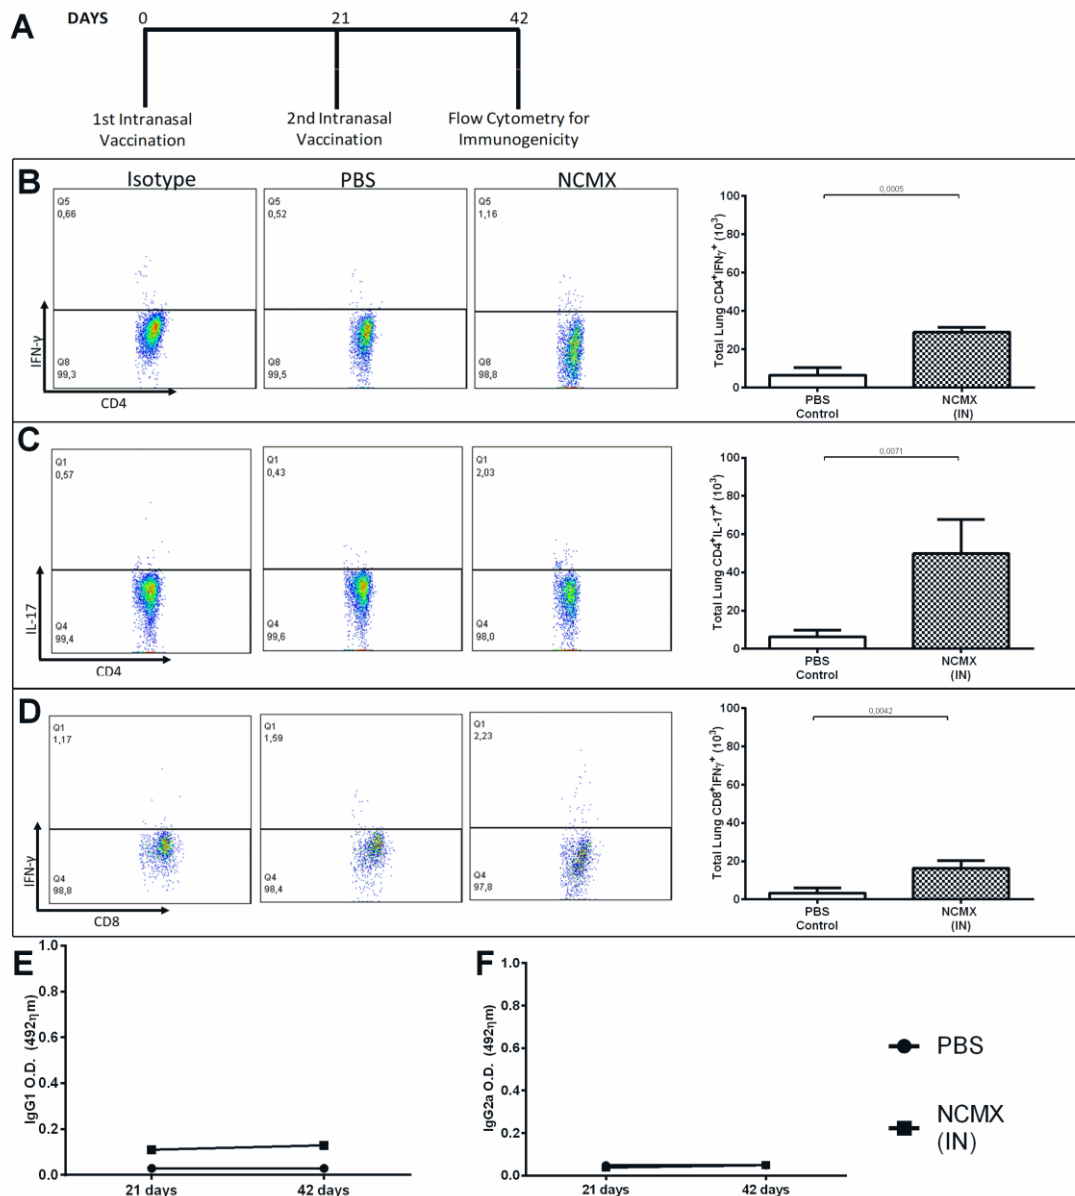 A
DAYS 0 21 42
1st Intranasal
Vaccination
2nd Intranasal
Vaccination
Flow Cytometry for
Immunogenicity
B
Isotype PBS NCMX
Q5
0,66
Q8
99,3
Q5
0,52
Q8
99,5
Q5
1,16
Q8
98,8
IFN-γ
CD4
Total Lung CD4+IFNγ+ (10³)
100
80
60
40
20
0
0,0005
PBS
Control
NCMX
(IN)
C
Q1
0,57
Q4
99,4
Q1
0,43
Q4
99,6
Q1
2,03
Q4
98,0
IL-17
CD4
Total Lung CD4+IL-17+ (10³)
100
80
60
40
20
0
0,0071
PBS
Control
NCMX
(IN)
D
Q1
1,17
Q4
98,8
Q1
1,59
Q4
98,4
Q1
2,23
Q4
97,8
IFN-γ
CD8
Total Lung CD8+IFNγ+ (10³)
100
80
60
40
20
0
0,0042
PBS
Control
NCMX
(IN)
E
IgG1 O.D. (492ηm)
1.0
0.8
0.6
0.4
0.2
0.0
21 days 42 days
F
IgG2a O.D. (492ηm)
1.0
0.8
0.6
0.4
0.2
0.0
21 days 42 days
PBS
NCMX
(IN)